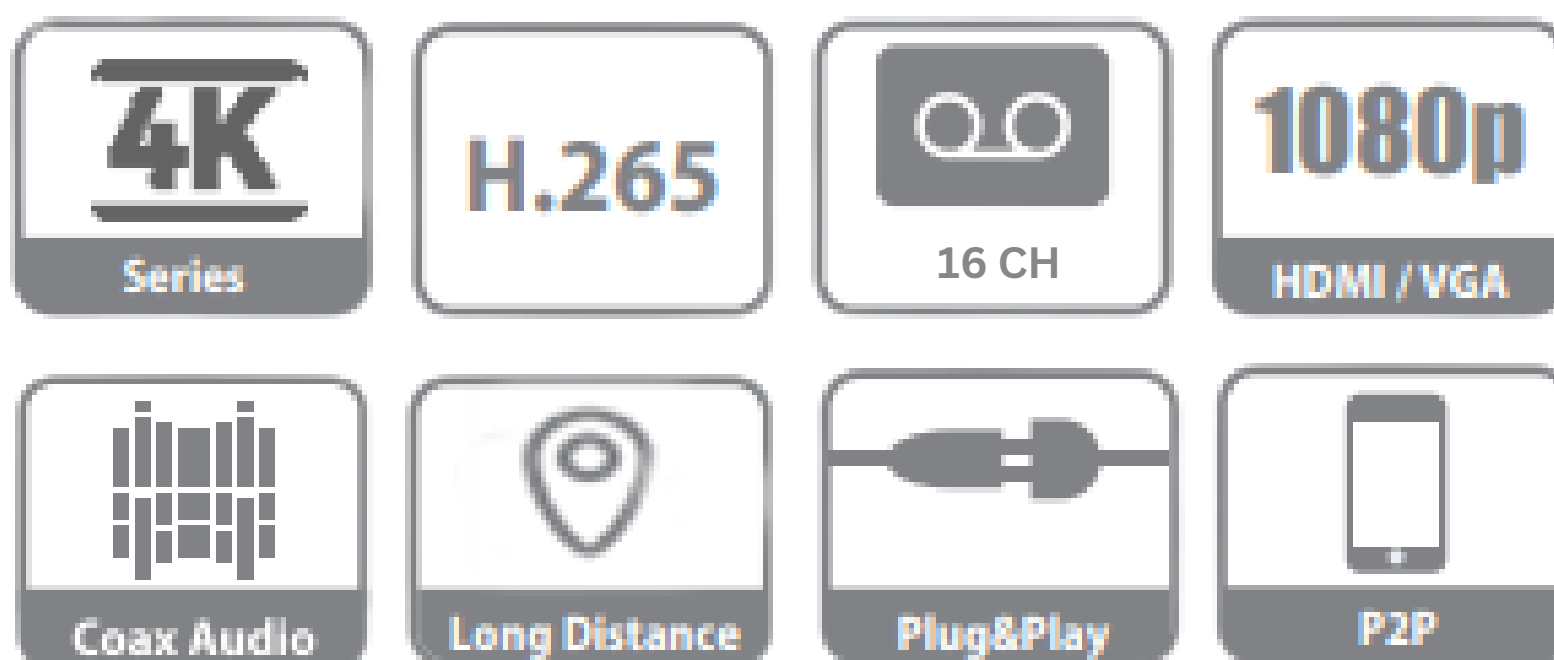 4K
Series
H.265
16 CH
1080p
HDMI / VGA
Coax Audio
Long Distance
Plug&Play
P2P